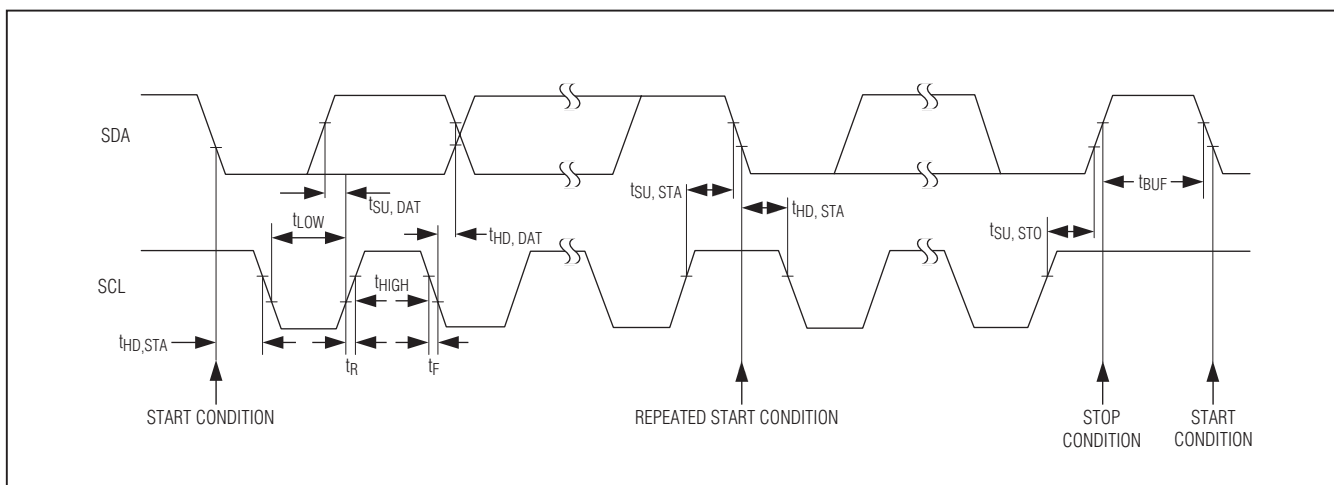 SDA
tSU, DAT
tLOW
tHD, DAT
tSU, STA
tHD, STA
tBUF
tSU, STO
SCL
tHIGH
tHD,STA
tR
tF
START CONDITION
REPEATED START CONDITION
STOP
CONDITION
START
CONDITION